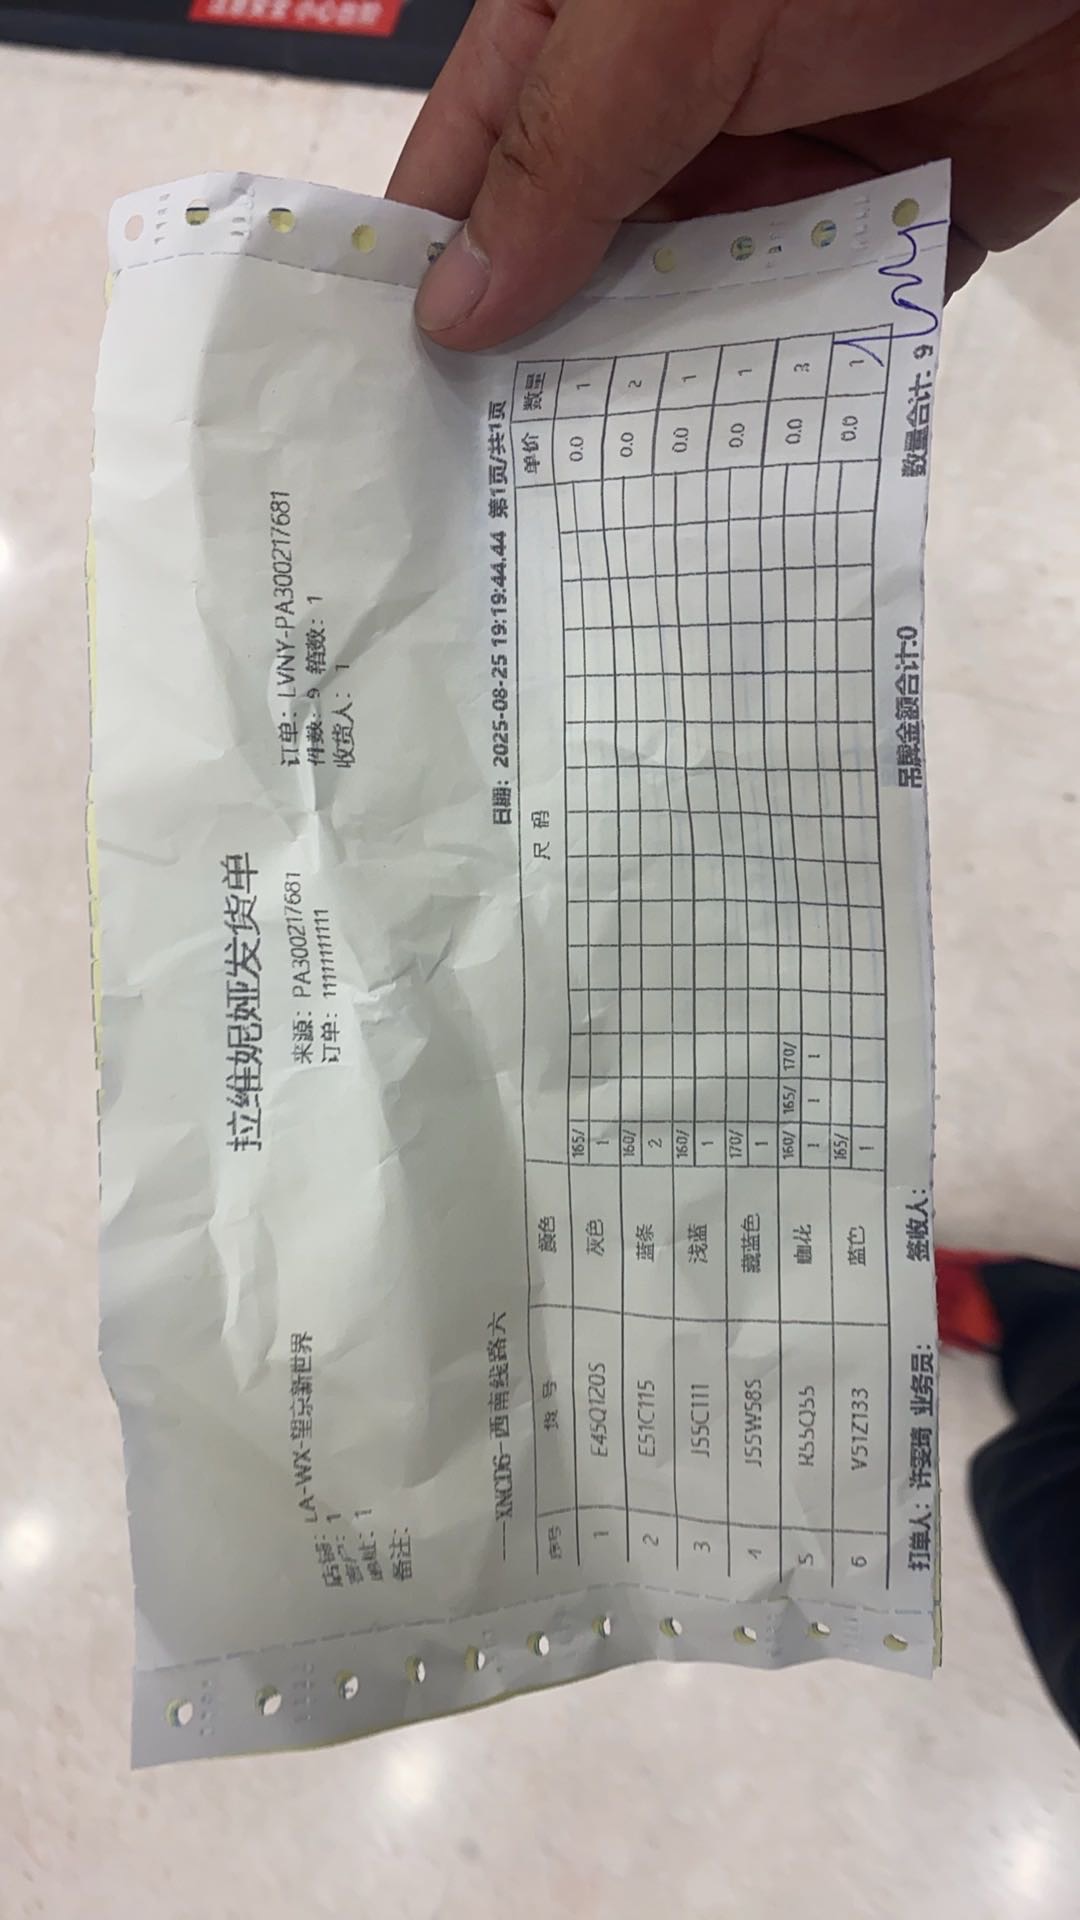 拉维妮娅发货单
店铺: LA-WX-望京新世界 来源: PA300217681 订单: LVNY-PA300217681
客户: 1 订单: 1111111111 件数: 9 箱数: 1
地址: 1 收货人: 1
备注:
----XNCD6-西南线路六 日期: 2025-08-25 19:19:44.44 第1页/共1页
序号 货 号 颜色 尺 码 单价 数量
1 E45Q120S 灰色 165/ 1 0.0 1
2 E51C115 蓝条 160/ 2 0.0 2
3 J55C111 浅蓝 160/ 1 0.0 1
4 J55W58S 藏蓝色 170/ 1 0.0 1
5 R55Q55 咖花 160/ 165/ 170/ 1 1 1 0.0 3
6 V51Z133 蓝色 165/ 1 0.0 1
打单人: 许雯琦 业务员: 签收人: 吊牌金额合计:0 数量合计: 9